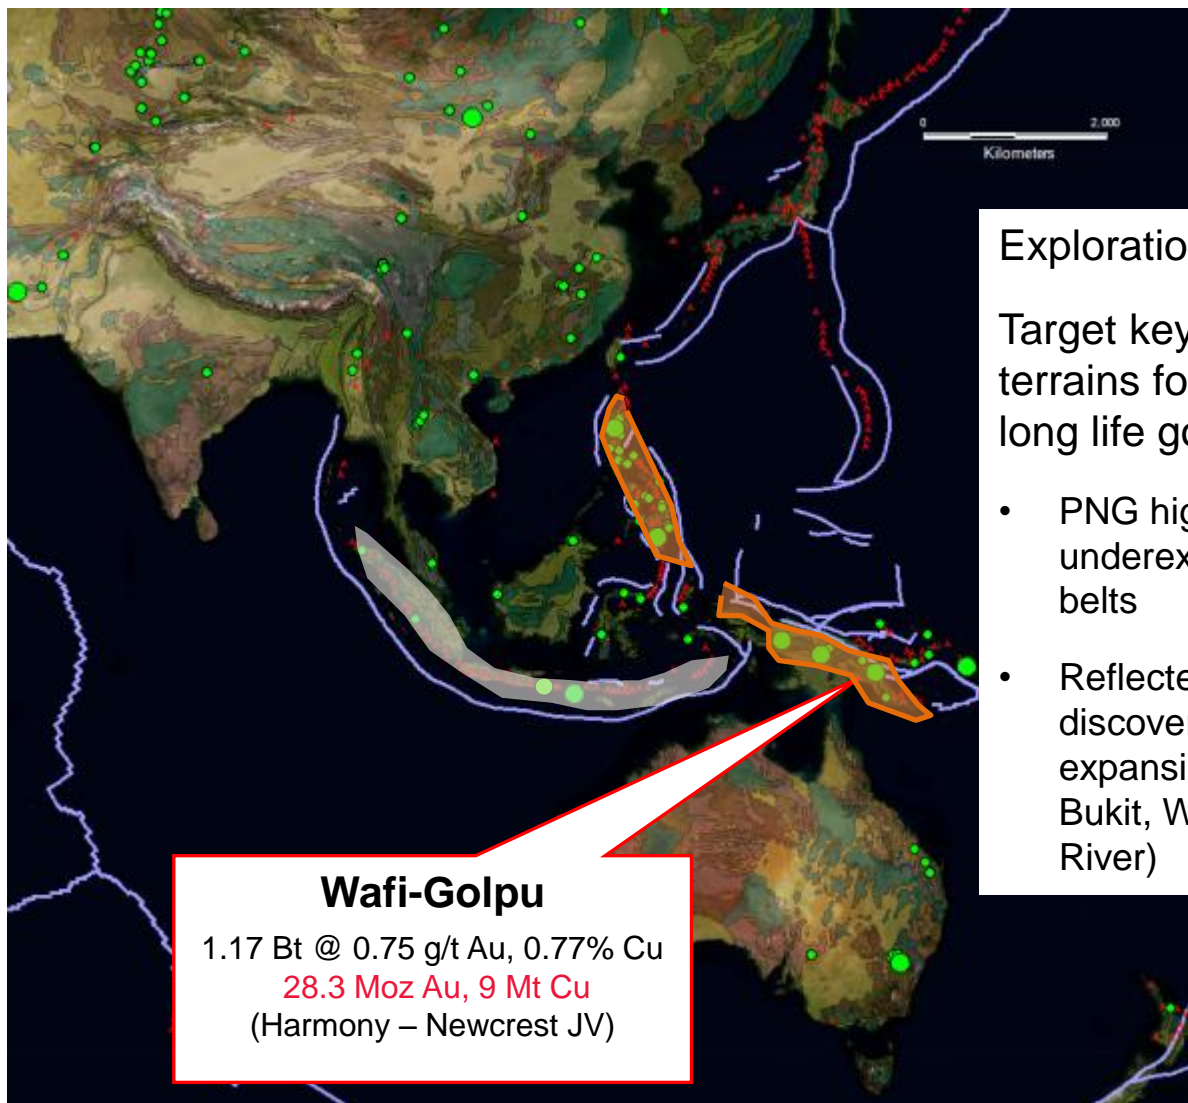 0 2,000
Kilometers
Exploratio
Target key
terrains fo
long life go
• PNG hig
underex
belts
• Reflecte
discover
expansi
Bukit, W
River)
Wafi-Golpu
1.17 Bt @ 0.75 g/t Au, 0.77% Cu
28.3 Moz Au, 9 Mt Cu
(Harmony – Newcrest JV)